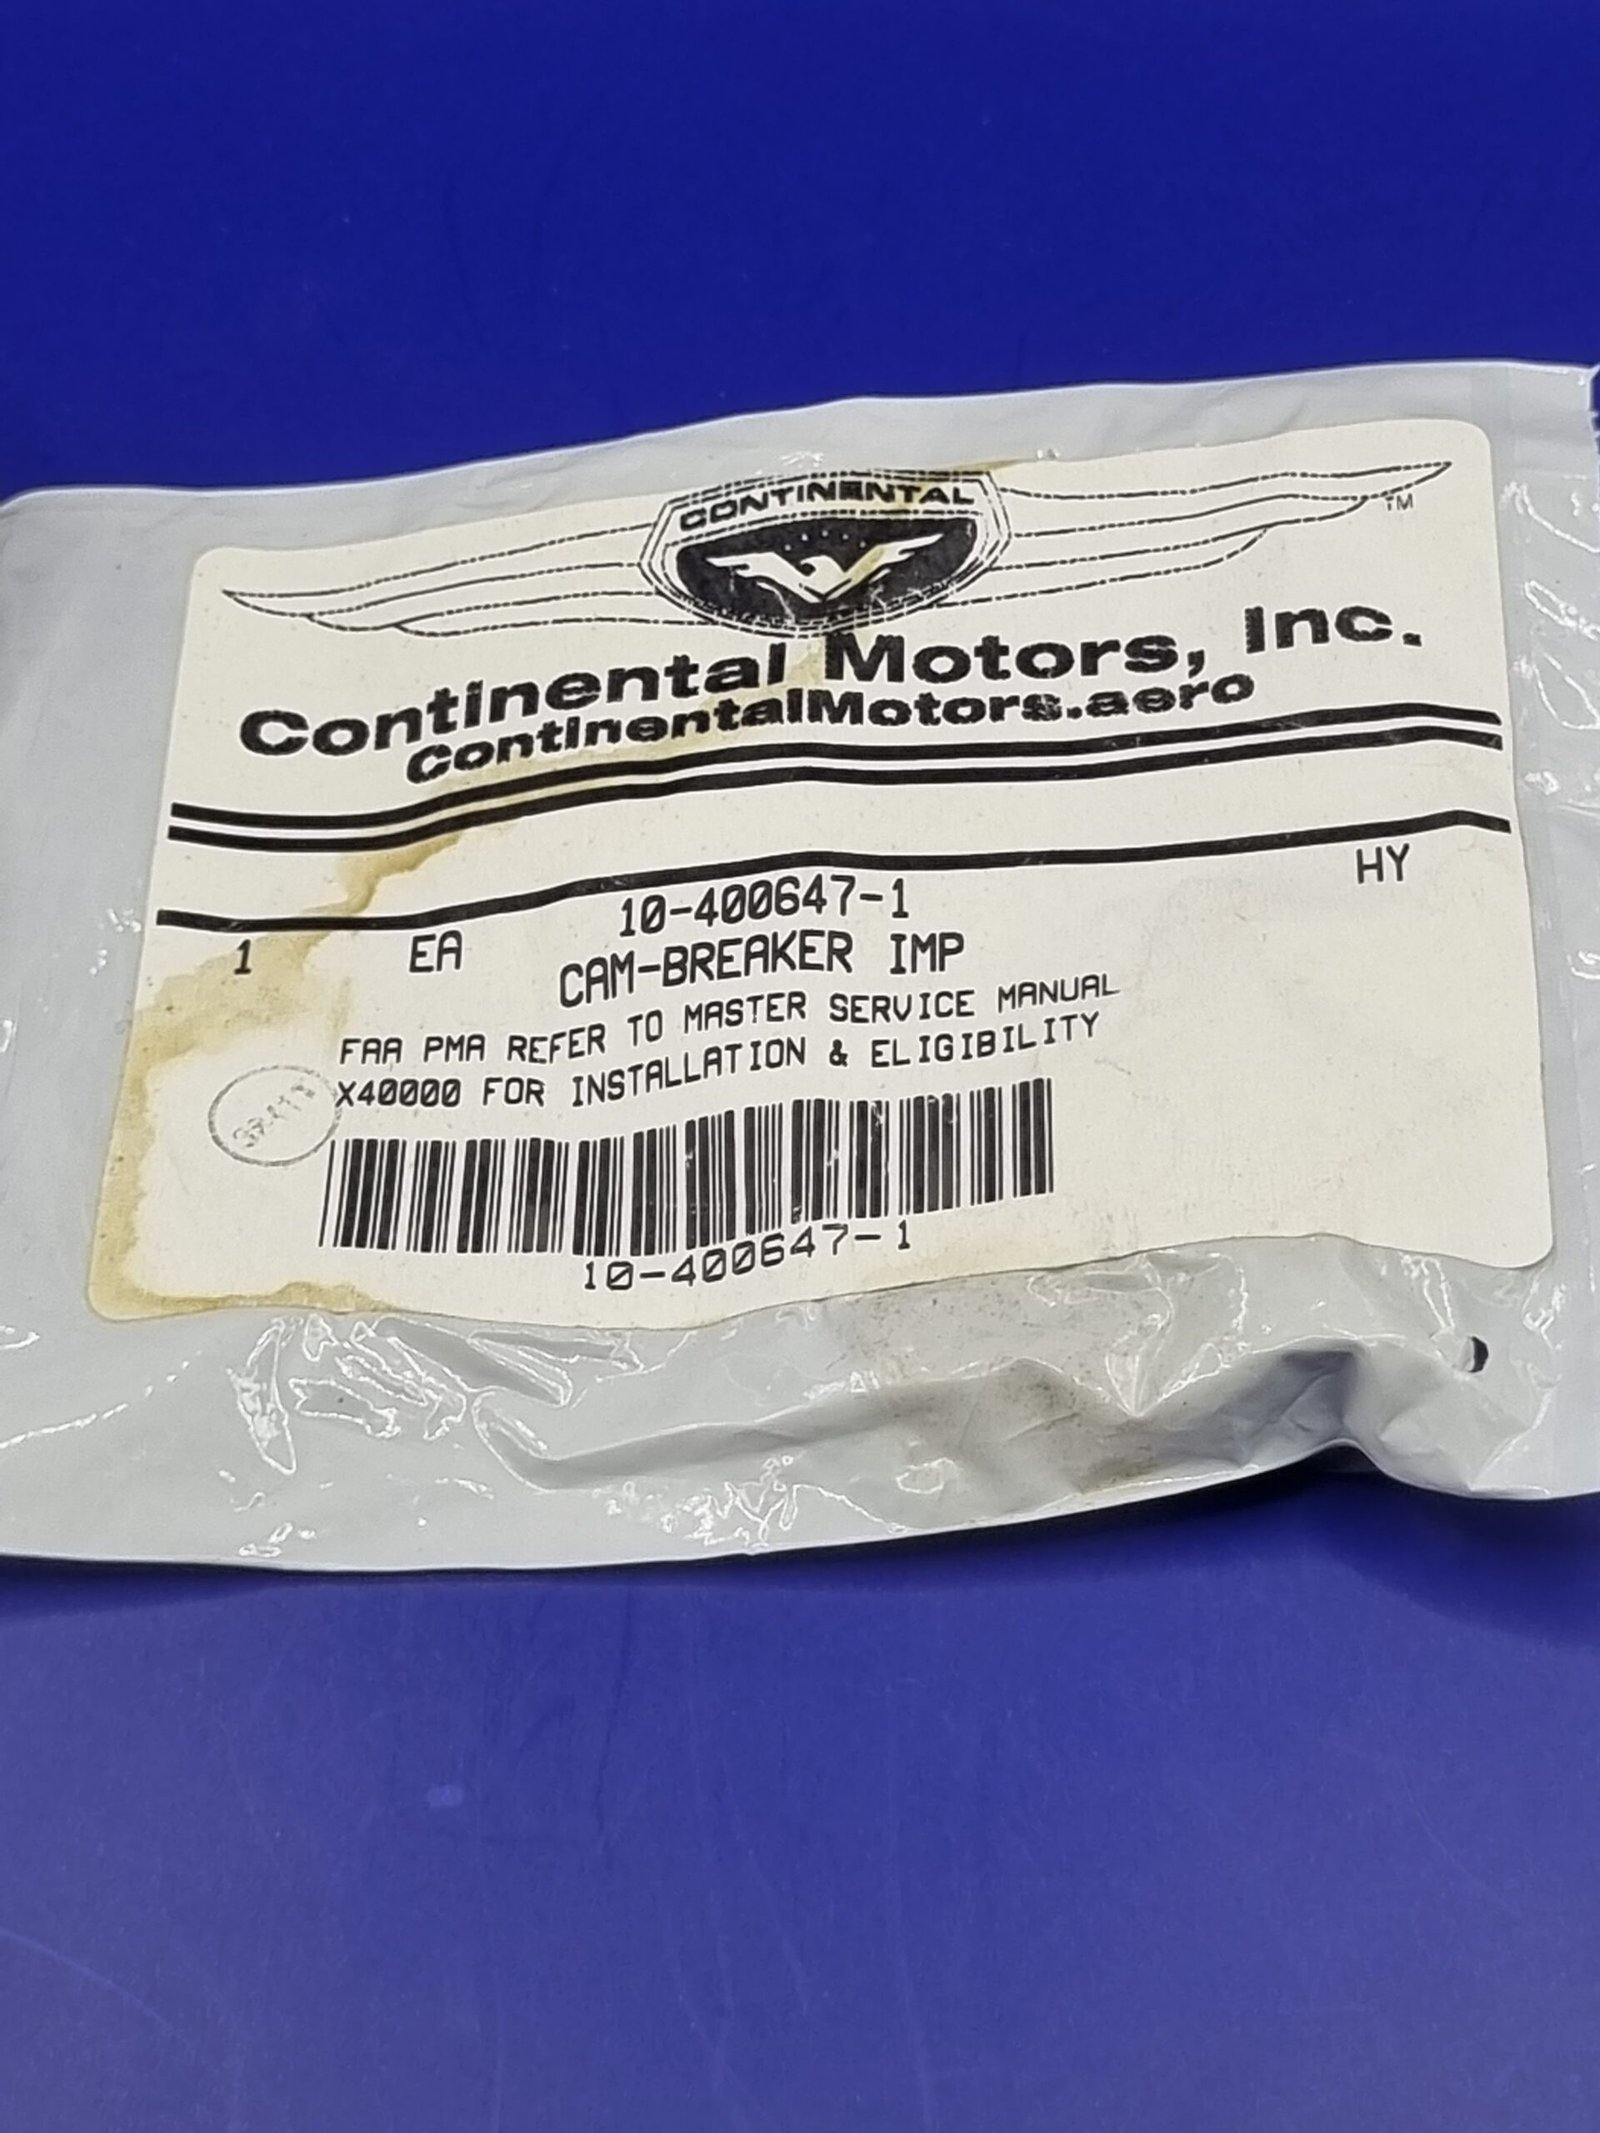 CONTINENTAL
TM
Continental Motors, Inc.
ContinentalMotors.aero
HY
1 EA 10-400647-1
CAM-BREAKER IMP
FAA PMA REFER TO MASTER SERVICE MANUAL
X40000 FOR INSTALLATION & ELIGIBILITY
10-400647-1